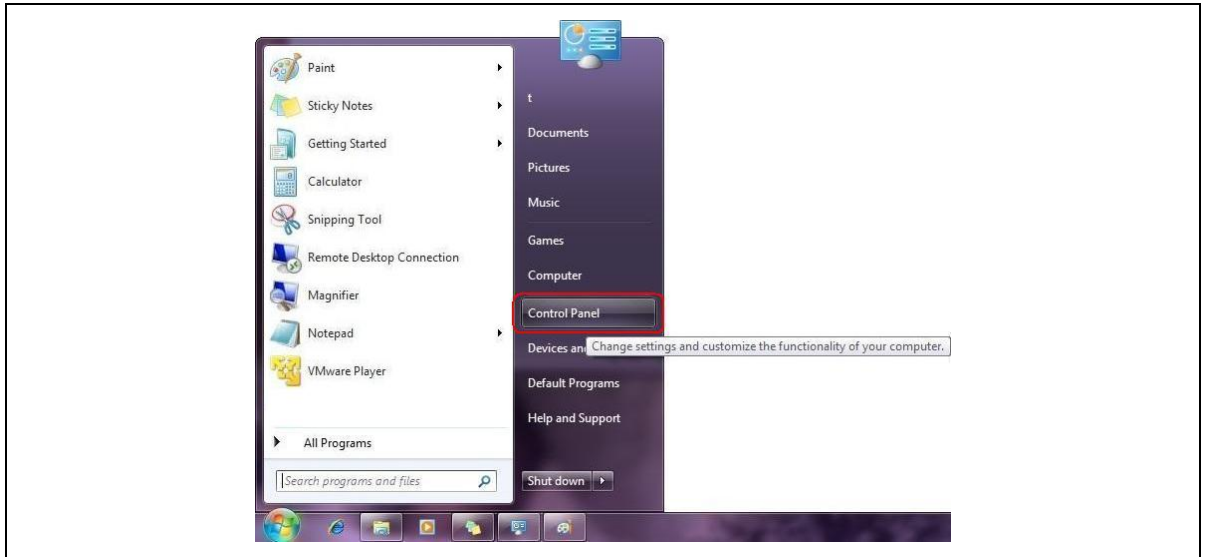 Paint
Sticky Notes
Getting Started
Calculator
Snipping Tool
Remote Desktop Connection
Magnifier
Notepad
VMware Player
All Programs
Search programs and files
t
Documents
Pictures
Music
Games
Computer
Control Panel
Change settings and customize the functionality of your computer.
Devices an
Default Programs
Help and Support
Shut down